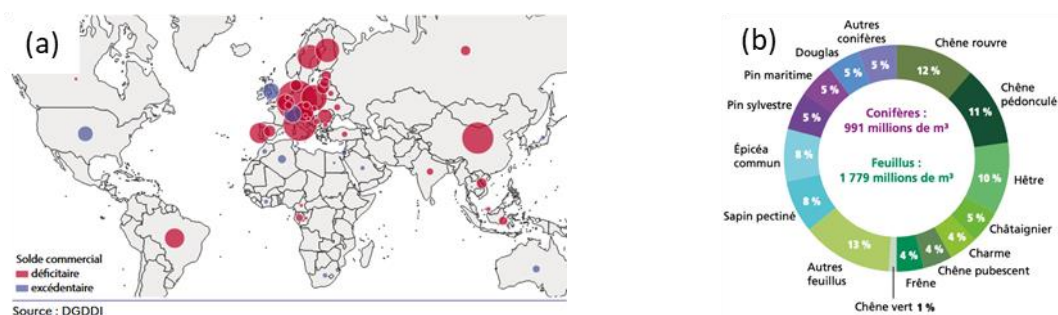 (a)
Solde commercial
déficitaire
excédentaire
Source : DGDDI
(b)
Autres
conifères
Douglas
Pin maritime
Pin sylvestre
Épicéa
commun
Sapin pectiné
Autres
feuillus
Chêne vert 1 %
Frêne
Chêne pubescent
Charme
Châtaignier
Hêtre
Chêne
pédonculé
Chêne rouvre
5 %
5 %
5 %
5 %
8 %
8 %
13 %
4 %
4 %
4 %
5 %
10 %
11 %
12 %
Conifères :
991 millions de m³
Feuillus :
1 779 millions de m³